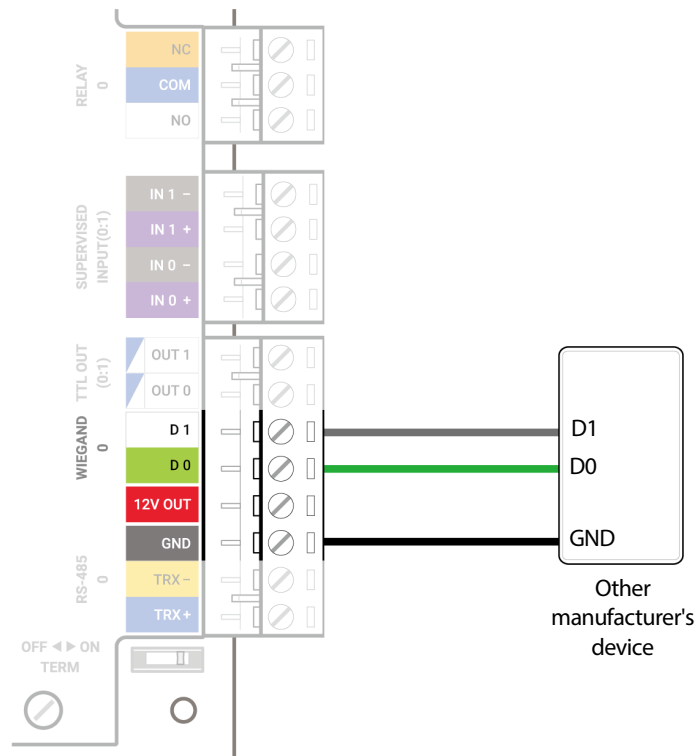 RELAY
0
NC
COM
NO
SUPERVISED
INPUT(0:1)
IN 1 −
IN 1 +
IN 0 −
IN 0 +
TTL OUT
(0:1)
OUT 1
OUT 0
WIEGAND
0
D 1
D 0
12V OUT
GND
RS-485
0
TRX −
TRX +
OFF ◀ ▶ ON
TERM
D1
D0
GND
Other
manufacturer's
device